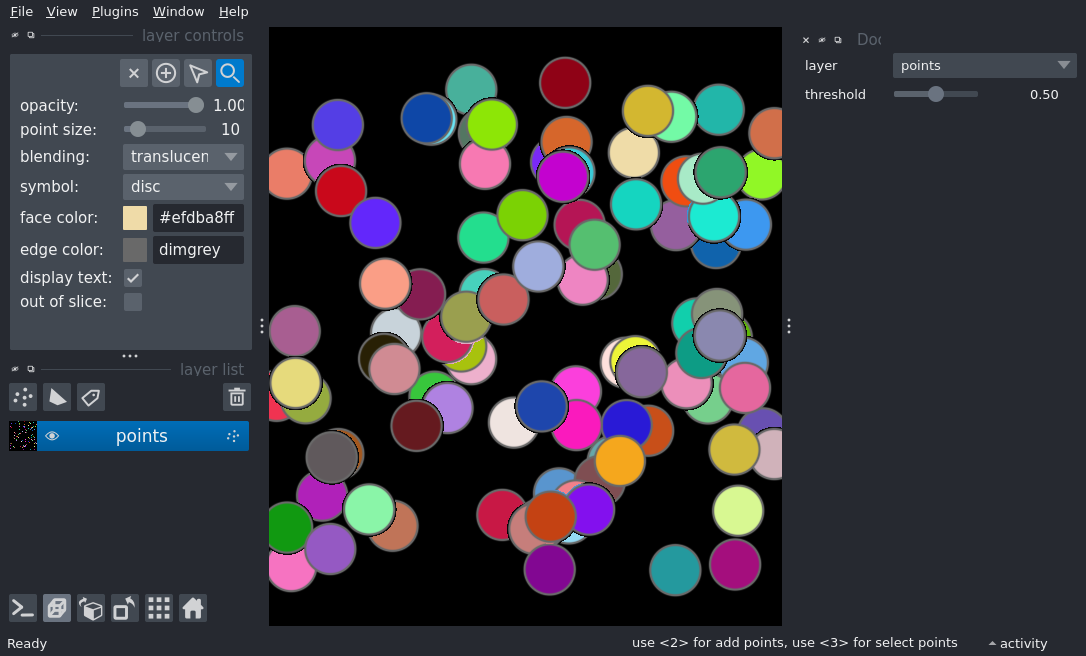 File View Plugins Window Help
layer controls
opacity: 1.00
point size: 10
blending: translucen
symbol: disc
face color: #efdba8ff
edge color: dimgrey
display text:
out of slice:
layer list
points
Doc
layer points
threshold 0.50
Ready
use <2> for add points, use <3> for select points
activity